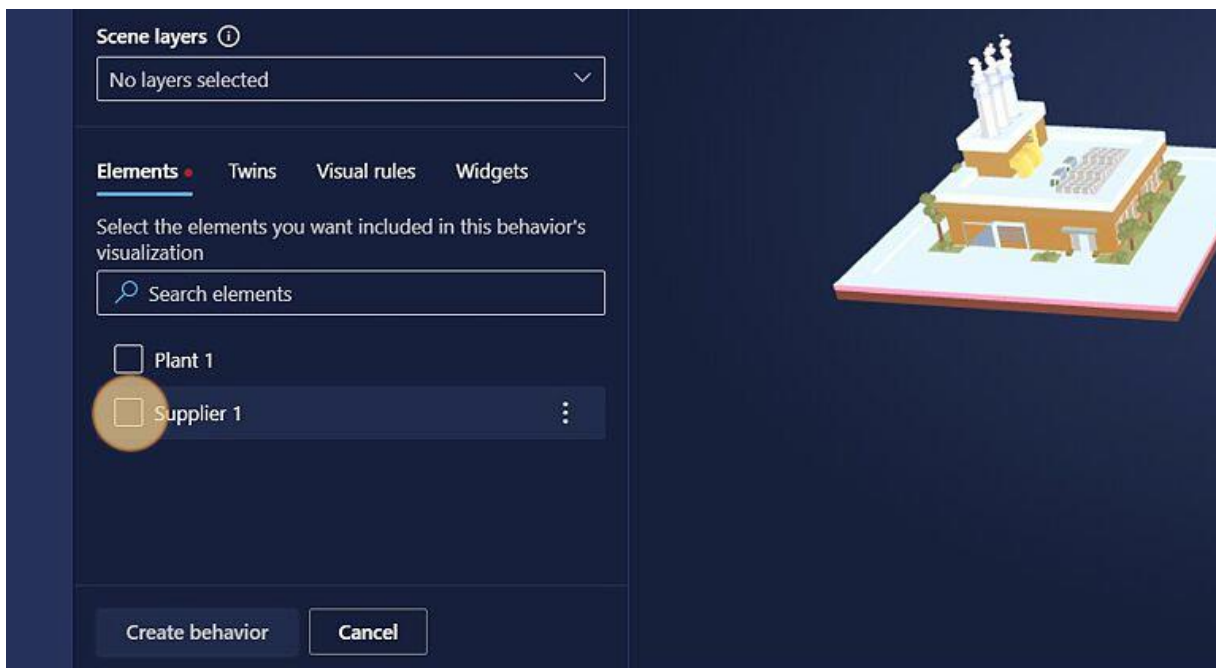 Scene layers
No layers selected
Elements Twins Visual rules Widgets
Select the elements you want included in this behavior's
visualization
Search elements
Plant 1
Supplier 1
Create behavior Cancel